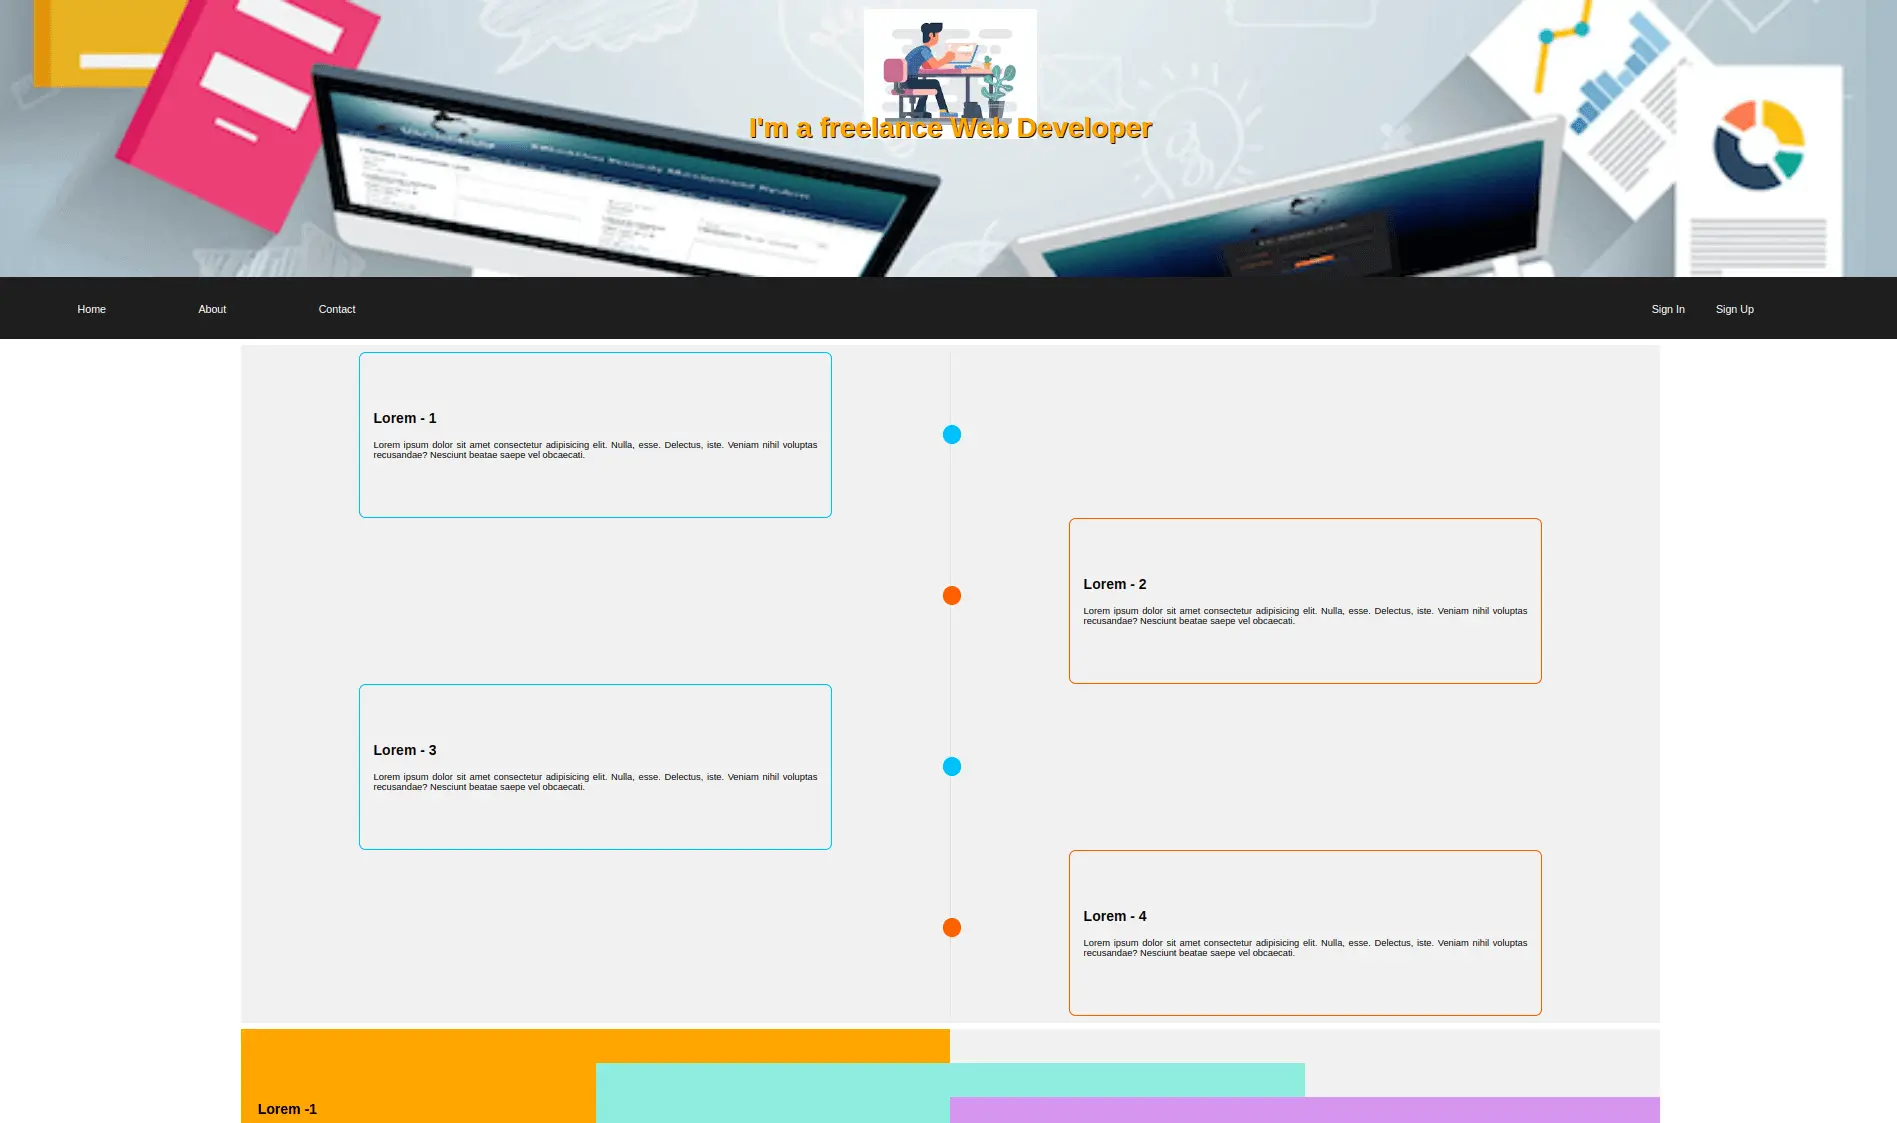 I'm a freelance Web Developer
Home About Contact Sign In Sign Up
Lorem - 1
Lorem ipsum dolor sit amet consectetur adipisicing elit. Nulla, esse. Delectus, iste. Veniam nihil voluptas
recusandae? Nesciunt beatae saepe vel obcaecati.
Lorem - 2
Lorem ipsum dolor sit amet consectetur adipisicing elit. Nulla, esse. Delectus, iste. Veniam nihil voluptas
recusandae? Nesciunt beatae saepe vel obcaecati.
Lorem - 3
Lorem ipsum dolor sit amet consectetur adipisicing elit. Nulla, esse. Delectus, iste. Veniam nihil voluptas
recusandae? Nesciunt beatae saepe vel obcaecati.
Lorem - 4
Lorem ipsum dolor sit amet consectetur adipisicing elit. Nulla, esse. Delectus, iste. Veniam nihil voluptas
recusandae? Nesciunt beatae saepe vel obcaecati.
Lorem -1